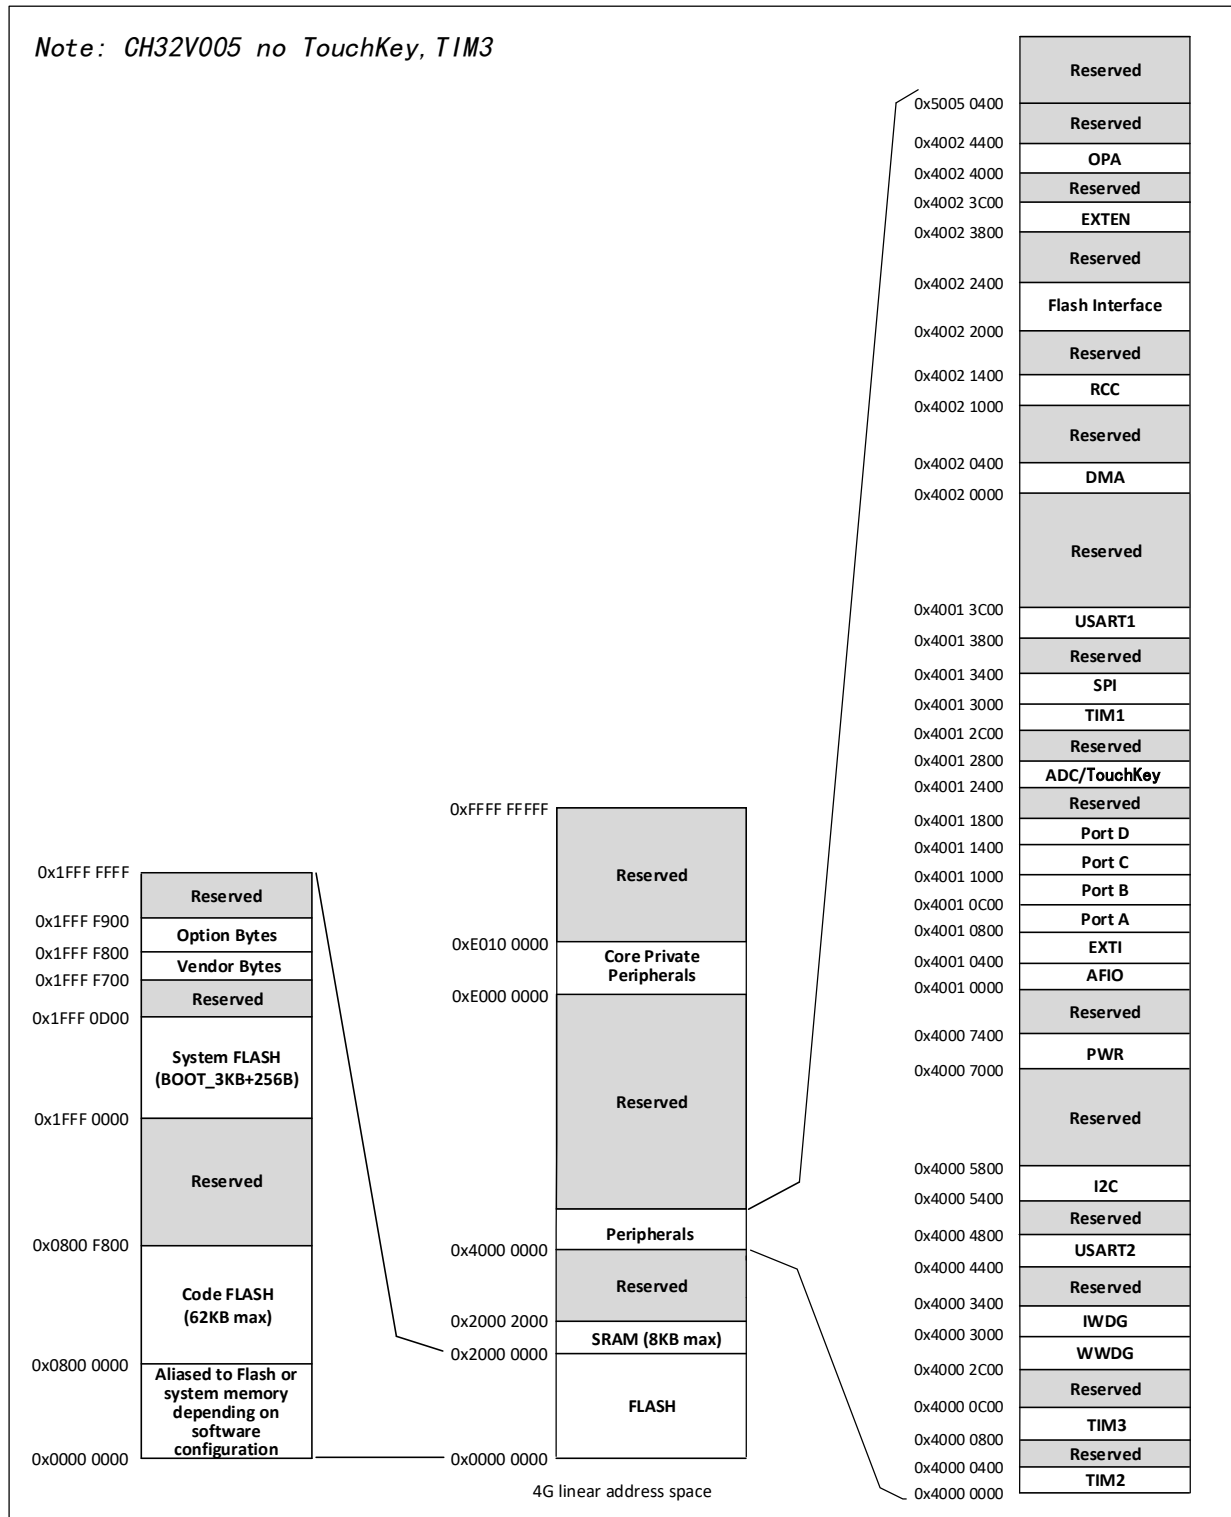 Note: CH32V005 no TouchKey, TIM3
Reserved
0x5005 0400
Reserved
0x4002 4400
OPA
0x4002 4000
Reserved
0x4002 3C00
EXTEN
0x4002 3800
Reserved
0x4002 2400
Flash Interface
0x4002 2000
Reserved
0x4002 1400
RCC
0x4002 1000
Reserved
0x4002 0400
DMA
0x4002 0000
Reserved
0x4001 3C00
USART1
0x4001 3800
Reserved
0x4001 3400
SPI
0x4001 3000
TIM1
0x4001 2C00
Reserved
0x4001 2800
ADC/TouchKey
0x4001 2400
Reserved
0x4001 1800
Port D
0x4001 1400
Port C
0x4001 1000
Port B
0x4001 0C00
Port A
0x4001 0800
EXTI
0x4001 0400
AFIO
0x4001 0000
Reserved
0x4000 7400
PWR
0x4000 7000
Reserved
0x4000 5800
I2C
0x4000 5400
Reserved
0x4000 4800
USART2
0x4000 4400
Reserved
0x4000 3400
IWDG
0x4000 3000
WWDG
0x4000 2C00
Reserved
0x4000 0C00
TIM3
0x4000 0800
Reserved
0x4000 0400
TIM2
0x4000 0000
0xFFFF FFFFF
Reserved
0xE010 0000
Core Private
Peripherals
0xE000 0000
Reserved
Peripherals
0x4000 0000
Reserved
0x2000 2000
SRAM (8KB max)
0x2000 0000
FLASH
0x0000 0000
4G linear address space
0x1FFF FFFF
Reserved
0x1FFF F900
Option Bytes
0x1FFF F800
Vendor Bytes
0x1FFF F700
Reserved
0x1FFF 0D00
System FLASH
(BOOT_3KB+256B)
0x1FFF 0000
Reserved
0x0800 F800
Code FLASH
(62KB max)
0x0800 0000
Aliased to Flash or
system memory
depending on
software
configuration
0x0000 0000